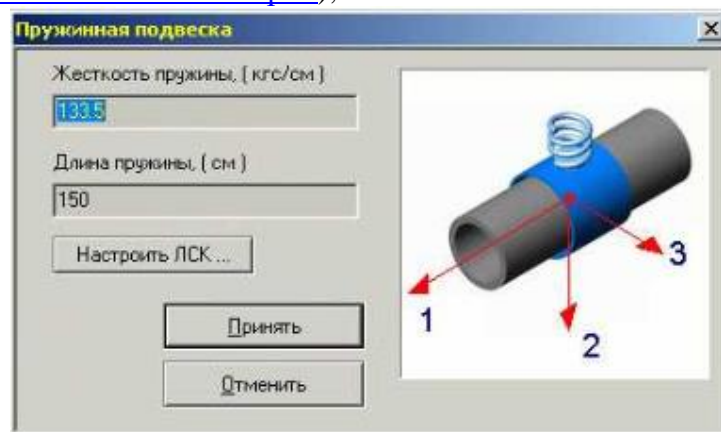 Пружинная подвеска
Жесткость пружины, ( кгс/см )
133.5
Длина пружины, ( см )
150
Настроить ЛСК ...
Принять
Отменить
1
2
3